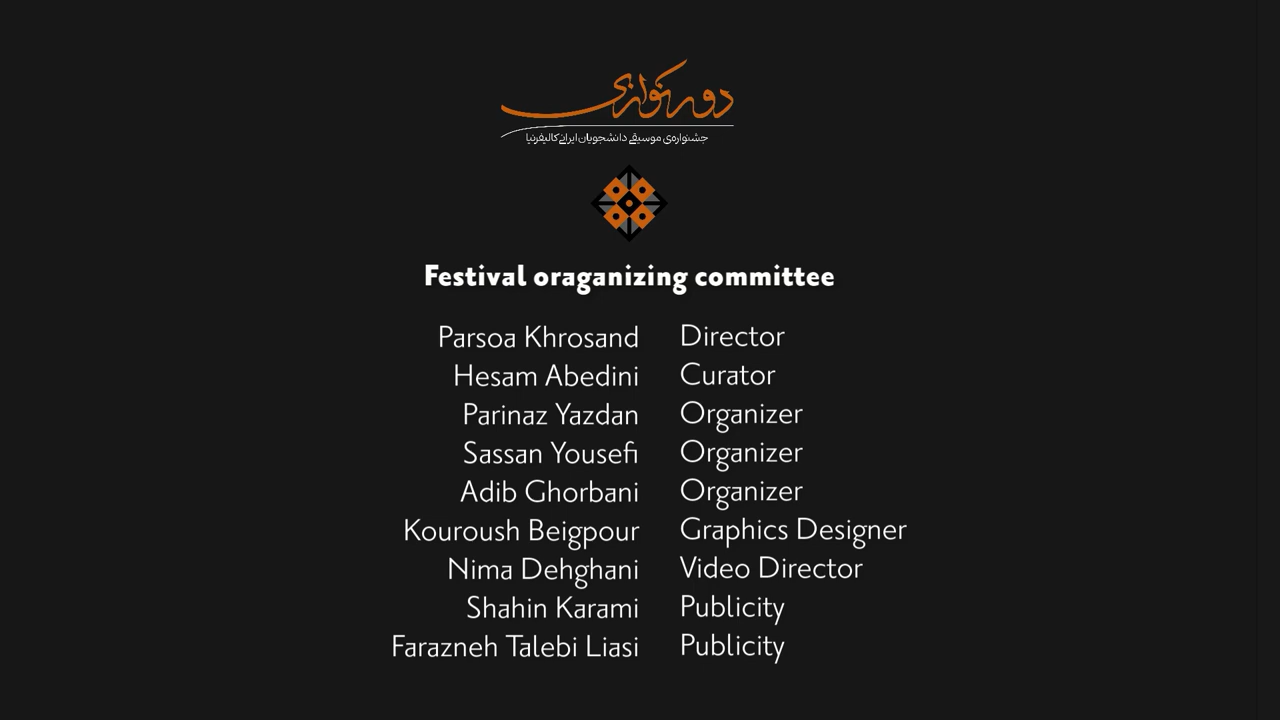 دورنوازی
جشنواره‌ی موسیقی دانشجویان ایرانی کالیفرنیا
Festival oraganizing committee
Parsoa Khrosand Director
Hesam Abedini Curator
Parinaz Yazdan Organizer
Sassan Yousefi Organizer
Adib Ghorbani Organizer
Kouroush Beigpour Graphics Designer
Nima Dehghani Video Director
Shahin Karami Publicity
Farazneh Talebi Liasi Publicity